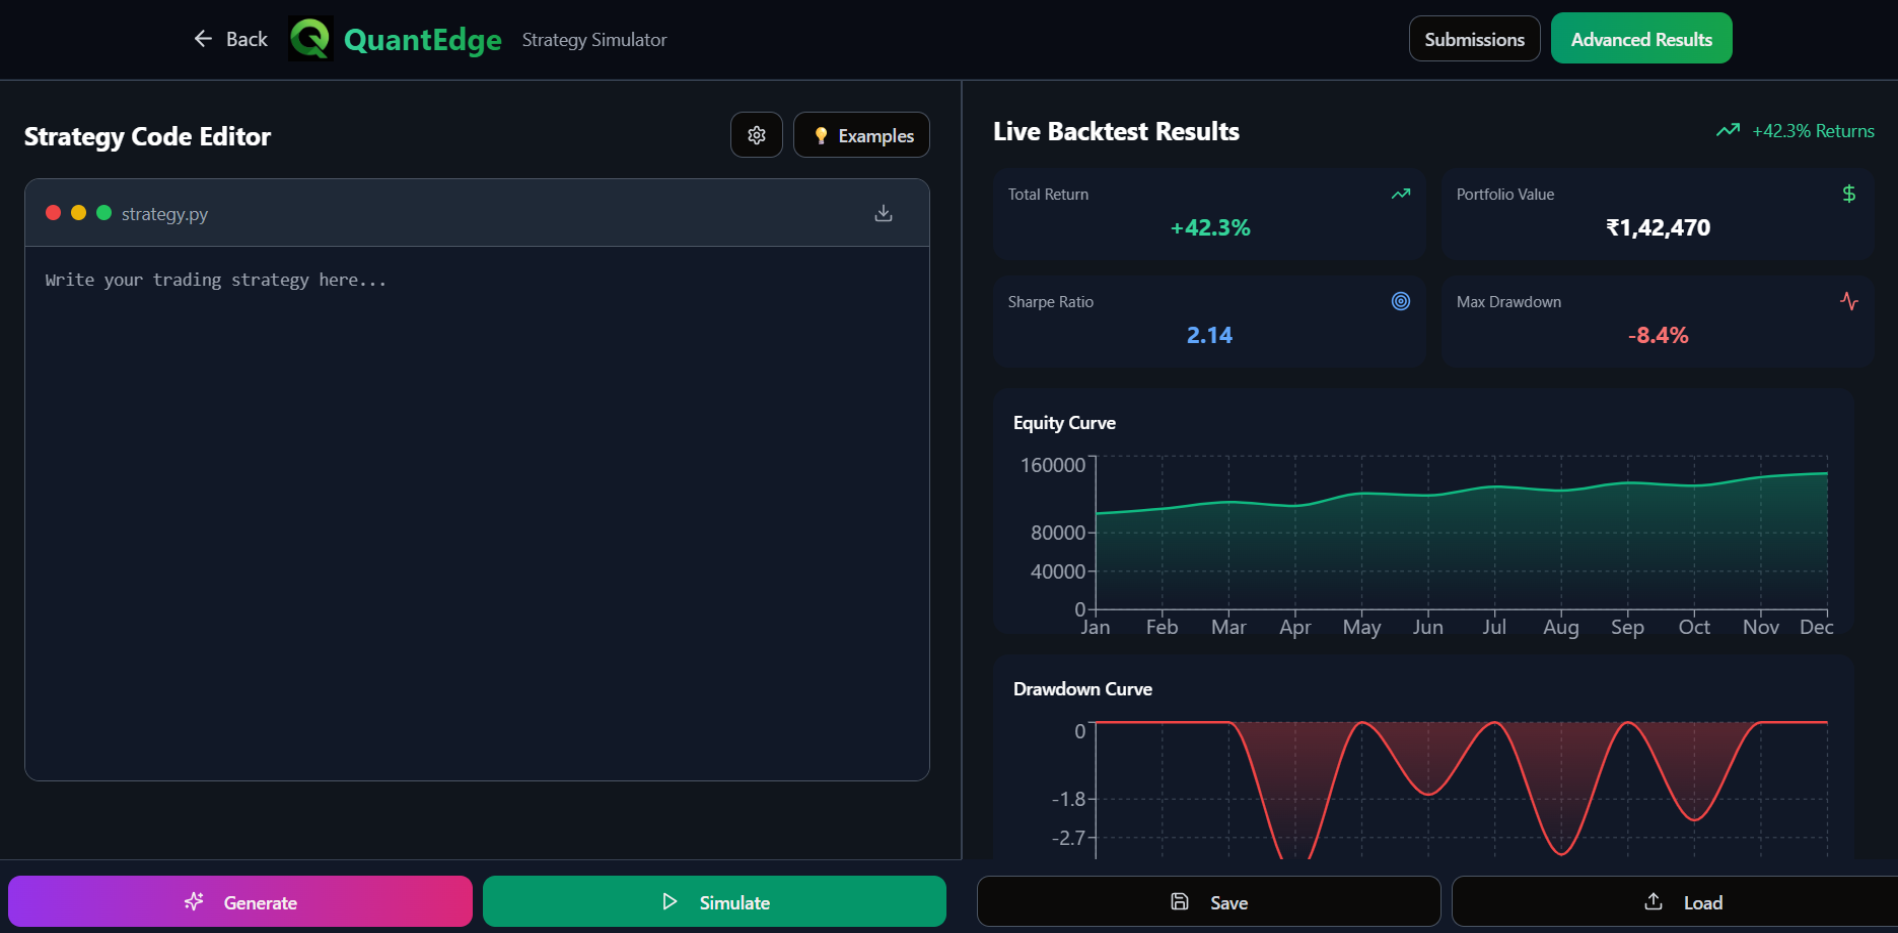 Back
QuantEdge
Strategy Simulator
Submissions
Advanced Results
Strategy Code Editor
Examples
strategy.py
Write your trading strategy here...
Live Backtest Results
+42.3% Returns
Total Return
+42.3%
Portfolio Value
₹1,42,470
Sharpe Ratio
2.14
Max Drawdown
-8.4%
Equity Curve
160000
80000
40000
0
Jan Feb Mar Apr May Jun Jul Aug Sep Oct Nov Dec
Drawdown Curve
0
-1.8
-2.7
Generate
Simulate
Save
Load